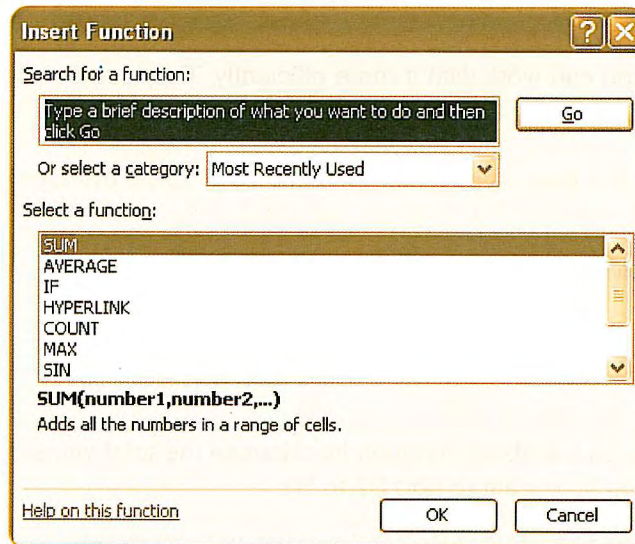 Insert Function
Search for a function:
Type a brief description of what you want to do and then
click Go
Go
Or select a category: Most Recently Used
Select a function:
SUM
AVERAGE
IF
HYPERLINK
COUNT
MAX
SIN
SUM(number1,number2,...)
Adds all the numbers in a range of cells.
Help on this function
OK
Cancel